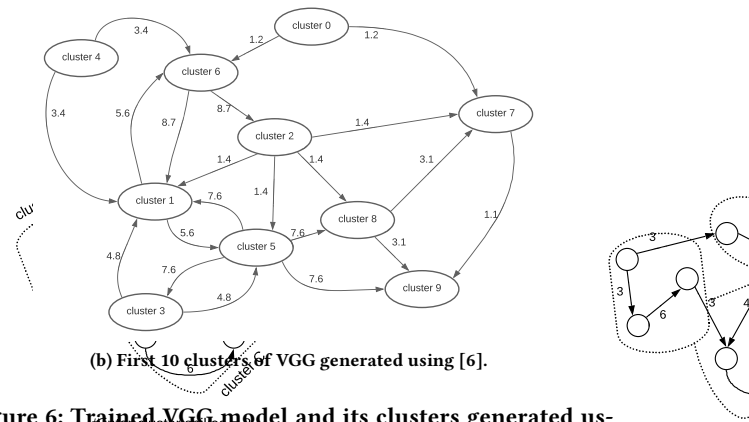 cluster 0
3.4
1.2
1.2
cluster 4
cluster 6
3.4
5.6
8.7
8.7
cluster 7
1.4
cluster 2
1.4
1.4
3.1
1.4
cluster 1
7.6
cluster 8
1.1
5.6
7.6
cluster 5
3.1
4.8
7.6
7.6
cluster 9
4.8
cluster 3
3
3
6
3
4
6
(b) First 10 clusters of VGG generated using [6].
gure 6: Trained VGG model and its clusters generated us-